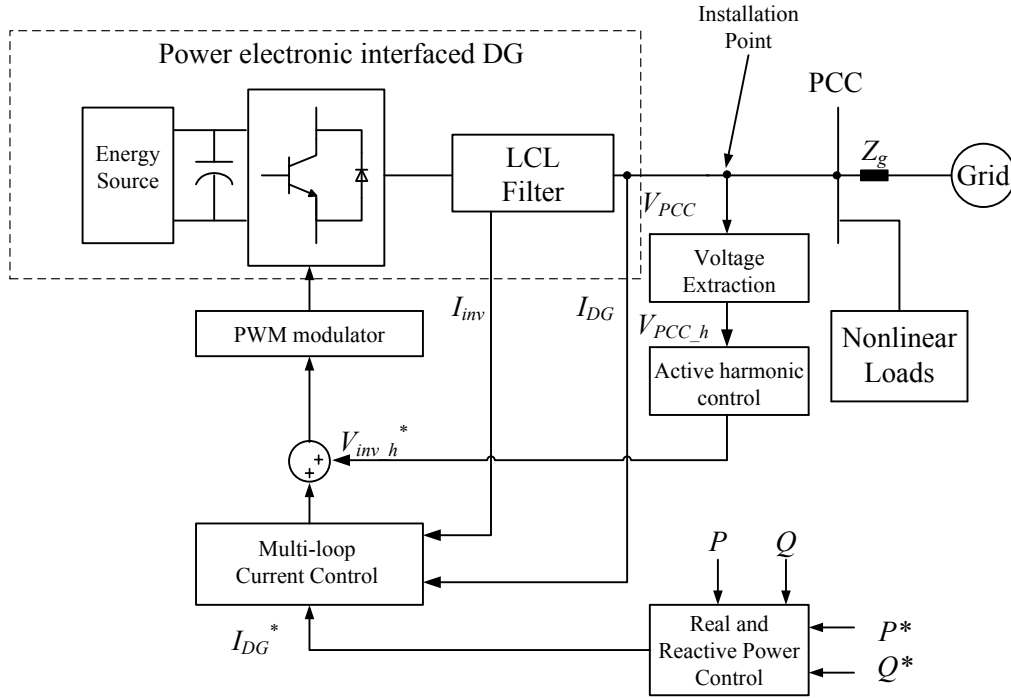 Installation
Point
Power electronic interfaced DG
PCC
Energy
Source
LCL
Filter
Z_g
Grid
V_PCC
Voltage
Extraction
I_inv
I_DG
V_PCC_h
PWM modulator
Nonlinear
Loads
Active harmonic
control
V_inv_h*
+
+
Multi-loop
Current Control
P
Q
I_DG*
Real and
Reactive Power
Control
P*
Q*